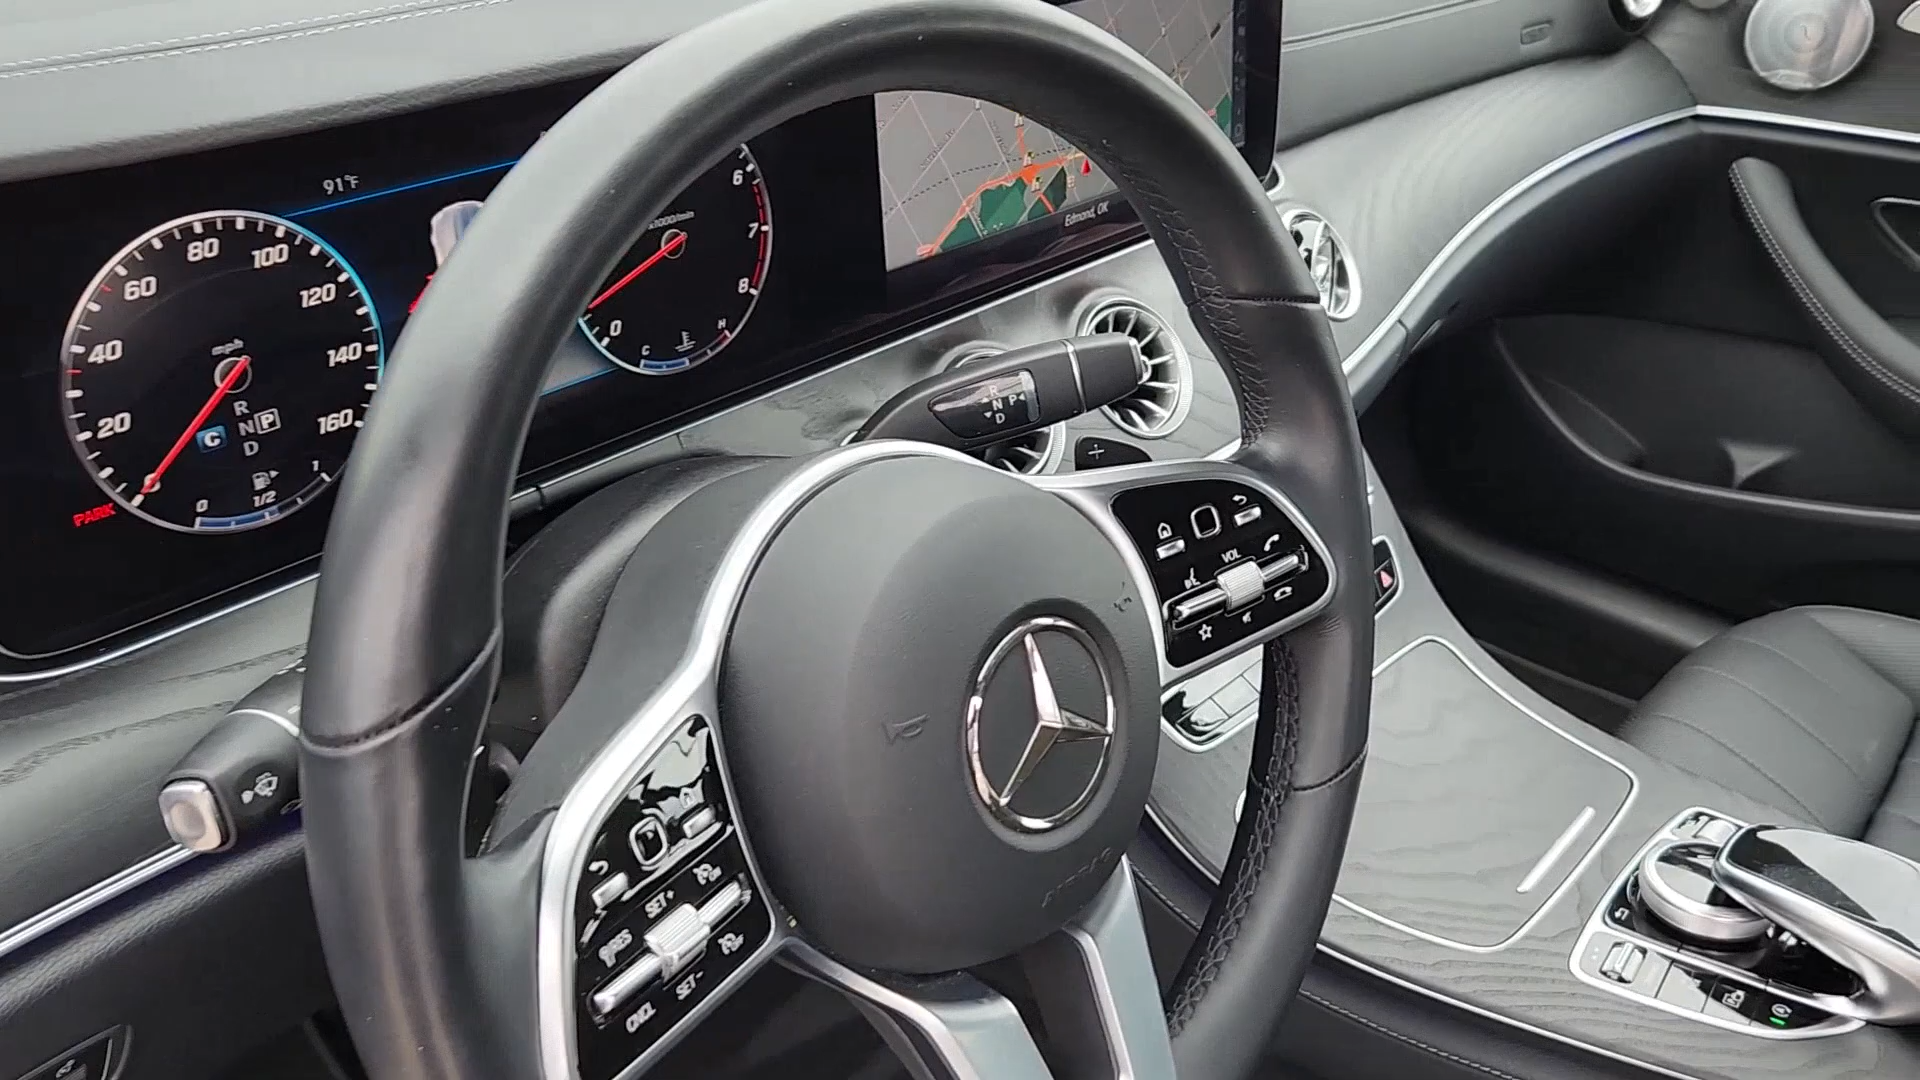 91°F
80
100
60
120
40
mph
140
20
160
R
N P
D
C
PARK
0
1/2
1
x1000/min
6
7
8
0
C
H
Edmond, OK
R
N P
D
+
VOL
SET+
RES
SET-
CNCL
AIRBAG